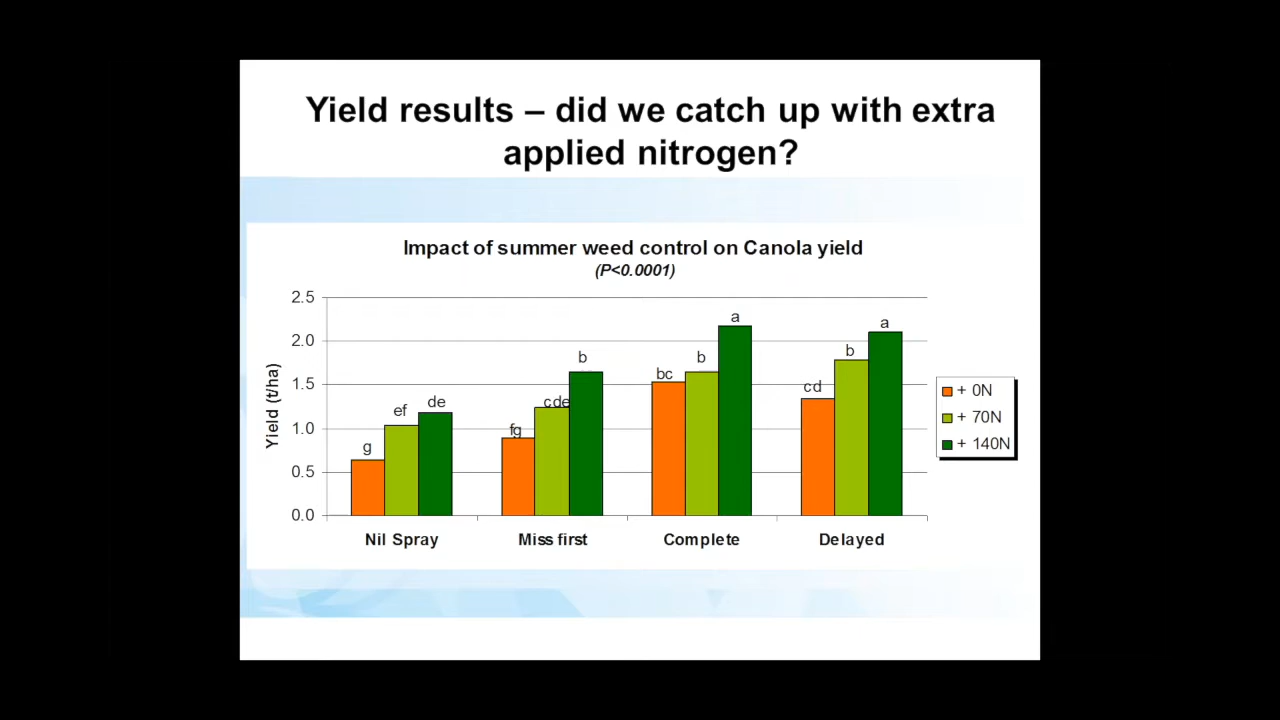 Yield results – did we catch up with extra
applied nitrogen?
Impact of summer weed control on Canola yield
(P<0.0001)
Yield (t/ha)
2.5
2.0
1.5
1.0
0.5
0.0
g
ef
de
fg
cde
b
bc
b
a
cd
b
a
Nil Spray
Miss first
Complete
Delayed
+ 0N
+ 70N
+ 140N